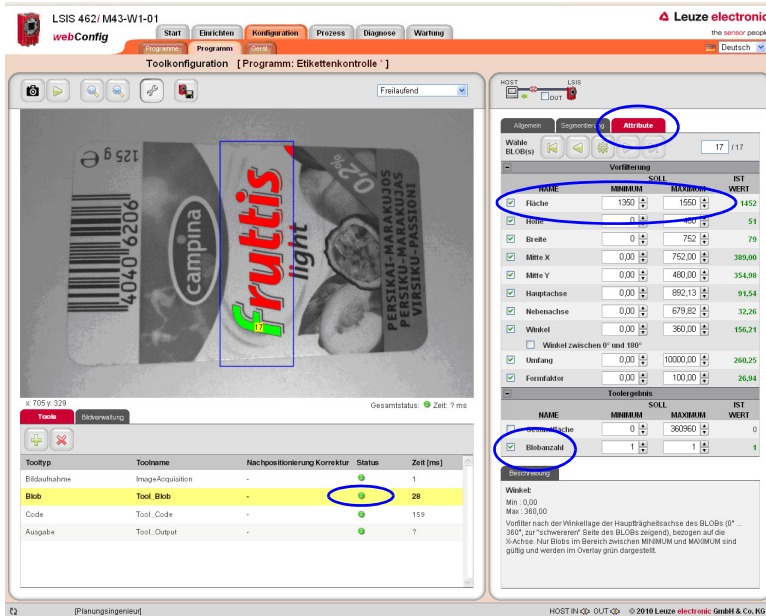 LSIS 462/ M43-W1-01
webConfig
Start Einrichten Konfiguration Prozess Diagnose Wartung
Programme Programm Gerät
Leuze electronic
the sensor people
Deutsch
Toolkonfiguration [ Programm: Etikettenkontrolle * ]
Freilaufend
HOST LSIS
OUT
Allgemein Segmentierung Attribute
Wähle BLOB(s) 17 / 17
Vorfilterung
SOLL IST
NAME MINIMUM MAXIMUM WERT
Fläche 1350 1550 1452
Höhe 0 480 51
Breite 0 752 79
Mitte X 0,00 752,00 389,00
Mitte Y 0,00 480,00 354,98
Hauptachse 0,00 892,13 91,54
Nebenachse 0,00 679,82 32,26
Winkel 0,00 360,00 156,21
Winkel zwischen 0° und 180°
Umfang 0,00 10000,00 260,25
Formfaktor 0,00 100,00 26,94
Toolergebnis
SOLL IST
NAME MINIMUM MAXIMUM WERT
Gesamtfläche 0 360960 0
Blobanzahl 1 1 1
Beschreibung
Winkel:
Min : 0,00
Max : 360,00
Vorfilter nach der Winkellage der Hauptträgheitsachse des BLOBs (0° ...
360°, zur "schwereren" Seite des BLOBs zeigend), bezogen auf die
X-Achse. Nur Blobs im Bereich zwischen MINIMUM und MAXIMUM sind
gültig und werden im Overlay grün dargestellt.
125 g e
4040 6206
campina
fruttis
light
0,2%
17
PERSIKAI-MARAKUJOS
PERSIKU-MARAKUJAS
VIRSIKU-PASSIONI
x: 705 y: 329
Gesamtstatus: Zeit: ? ms
Tools Bildverwaltung
Tooltyp Toolname Nachpositionierung Korrektur Status Zeit [ms]
Bildaufnahme ImageAcquisition - 1
Blob Tool_Blob - 28
Code Tool_Code - 159
Ausgabe Tool_Output - ?
[Planungsingenieur]
HOST IN OUT © 2010 Leuze electronic GmbH & Co. KG